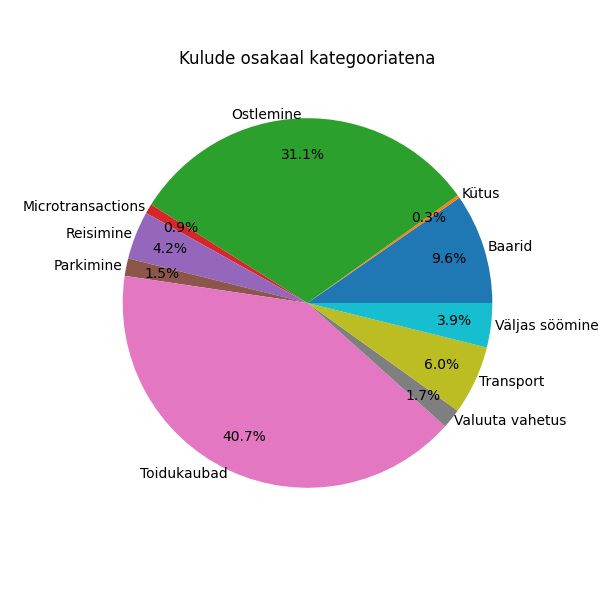 Kulude osakaal kategooriatena
Ostlemine
31.1%
Microtransactions
0.9%
Kütus
0.3%
Reisimine
4.2%
Baarid
9.6%
Parkimine
1.5%
Väljas söömine
3.9%
Transport
6.0%
Valuuta vahetus
1.7%
Toidukaubad
40.7%